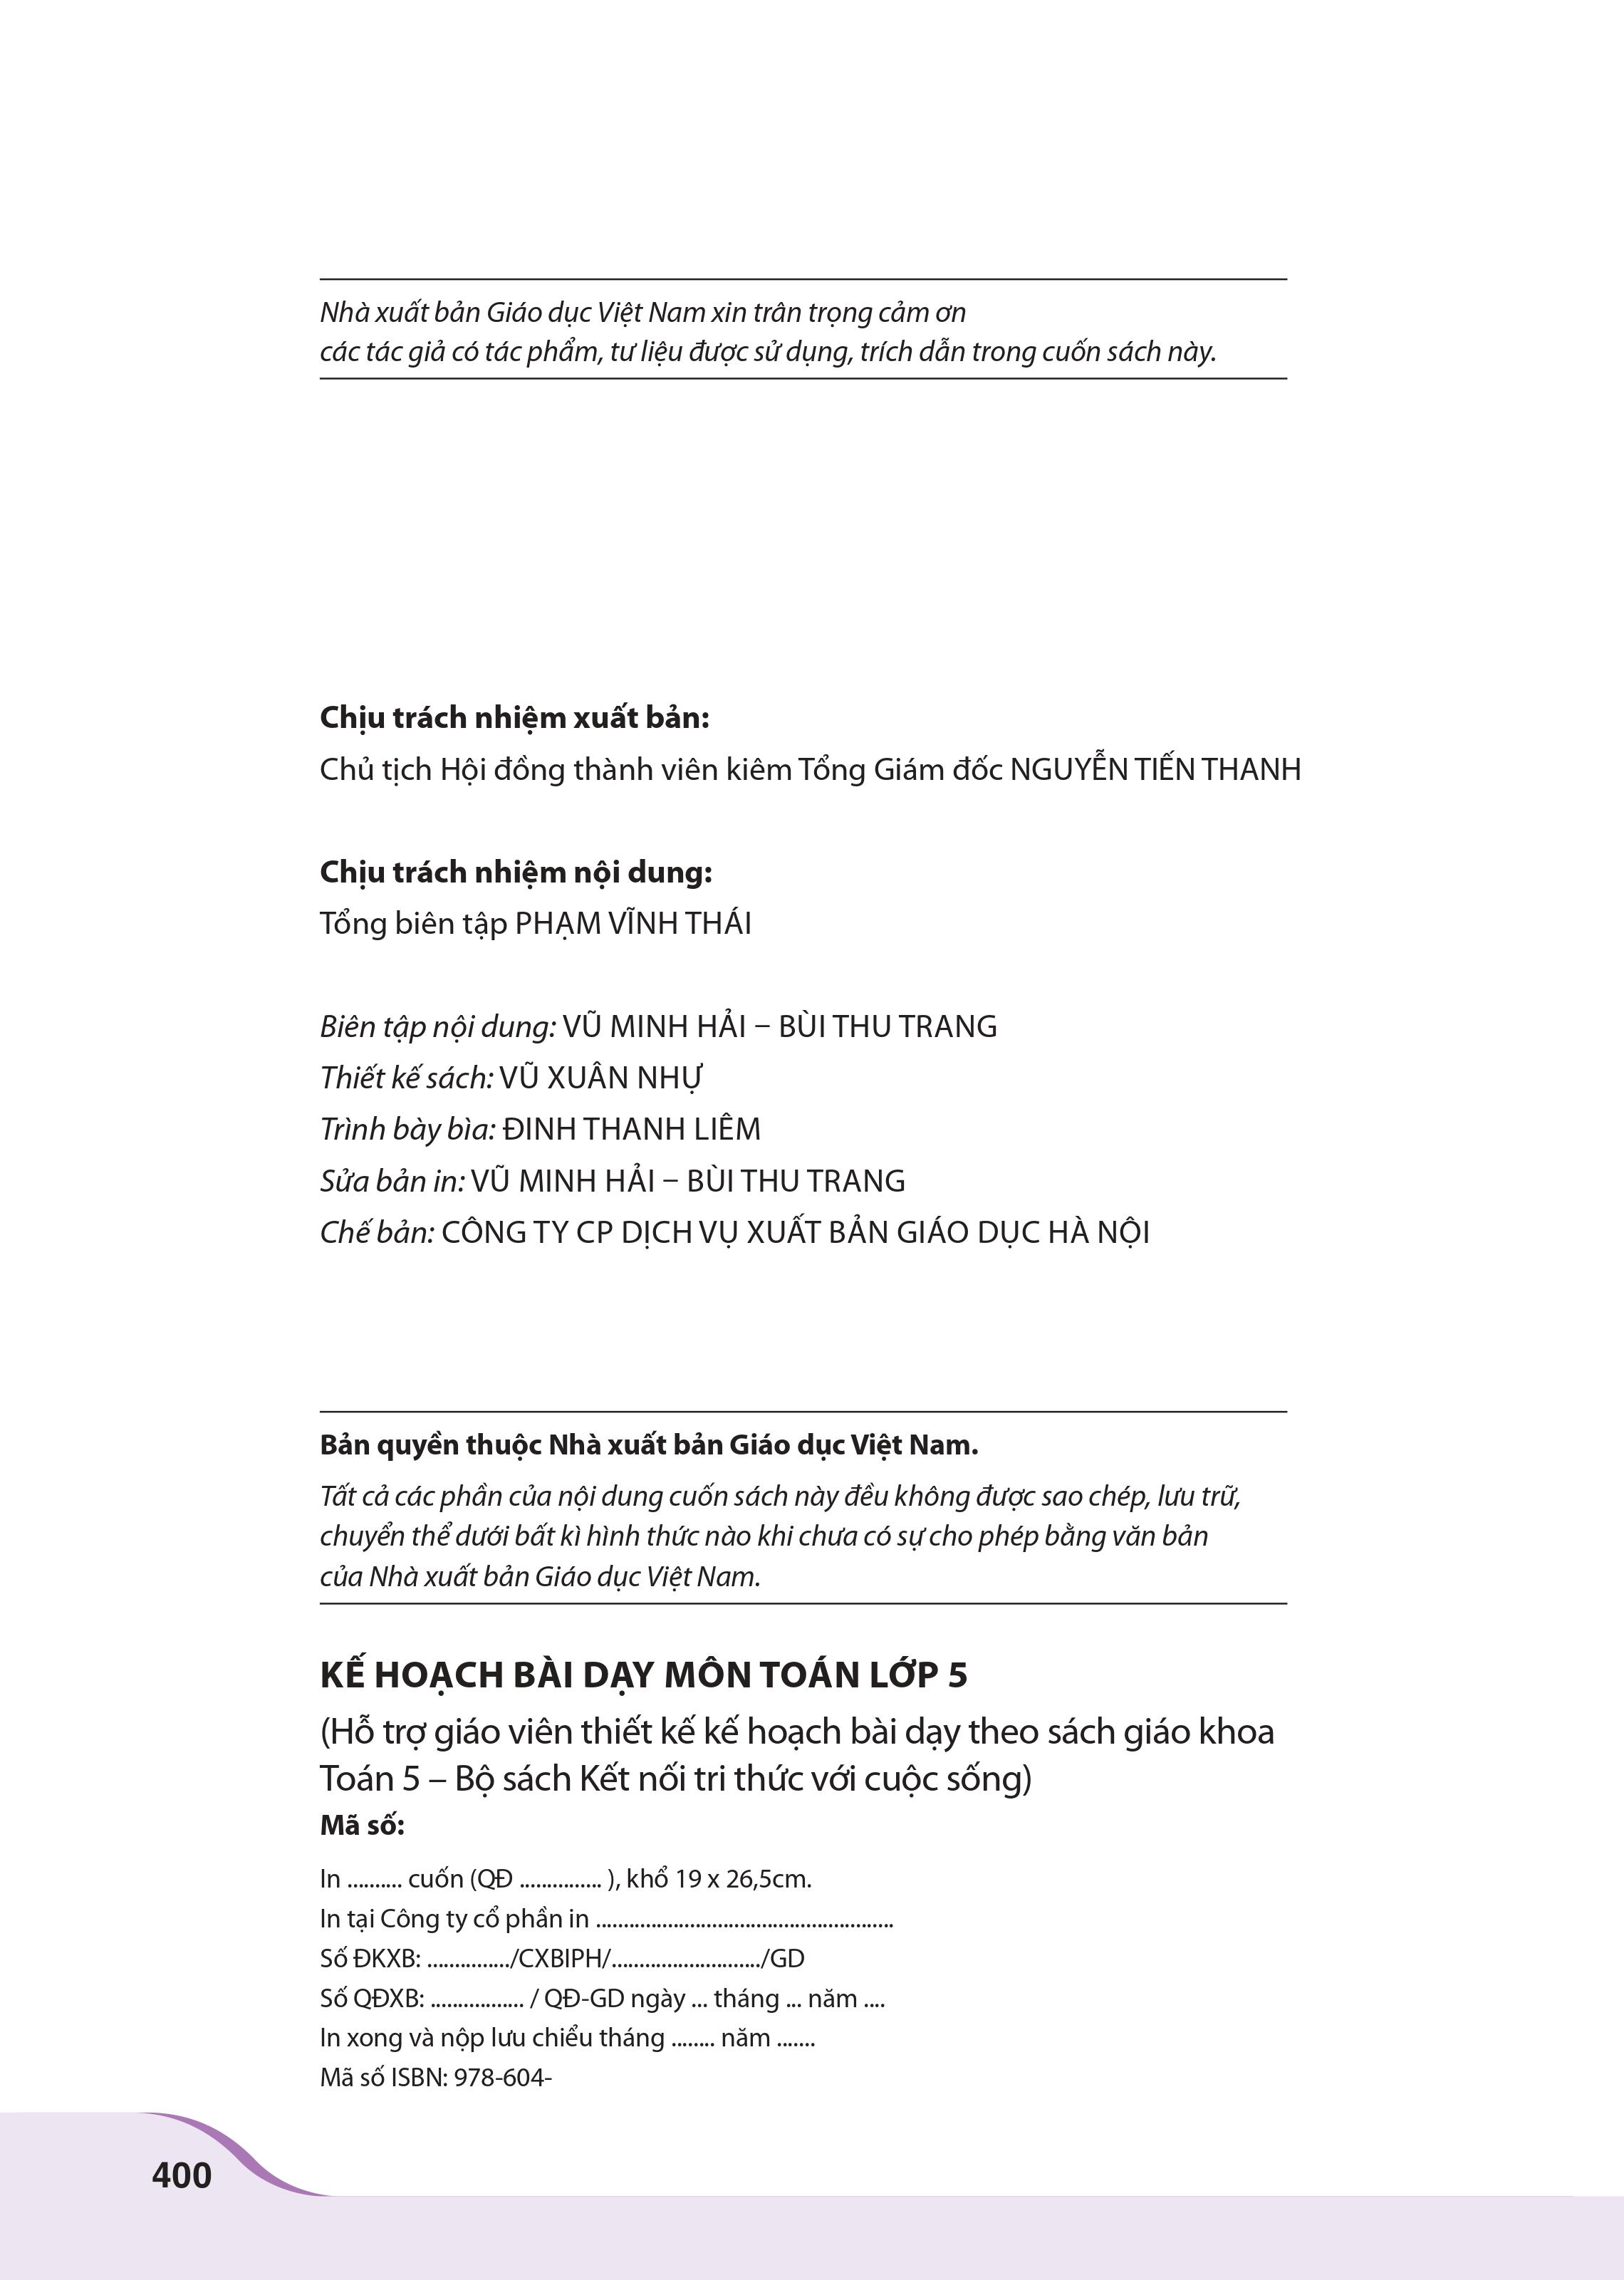 Nhà xuất bản Giáo dục Việt Nam xin trân trọng cảm ơn
các tác giả có tác phẩm, tư liệu được sử dụng, trích dẫn trong cuốn sách này.
Chịu trách nhiệm xuất bản:
Chủ tịch Hội đồng thành viên kiêm Tổng Giám đốc NGUYỄN TIẾN THANH
Chịu trách nhiệm nội dung:
Tổng biên tập PHẠM VĨNH THÁI
Biên tập nội dung: VŨ MINH HẢI – BÙI THU TRANG
Thiết kế sách: VŨ XUÂN NHỰ
Trình bày bìa: ĐINH THANH LIÊM
Sửa bản in: VŨ MINH HẢI – BÙI THU TRANG
Chế bản: CÔNG TY CP DỊCH VỤ XUẤT BẢN GIÁO DỤC HÀ NỘI
Bản quyền thuộc Nhà xuất bản Giáo dục Việt Nam.
Tất cả các phần của nội dung cuốn sách này đều không được sao chép, lưu trữ,
chuyển thể dưới bất kì hình thức nào khi chưa có sự cho phép bằng văn bản
của Nhà xuất bản Giáo dục Việt Nam.
KẾ HOẠCH BÀI DẠY MÔN TOÁN LỚP 5
(Hỗ trợ giáo viên thiết kế kế hoạch bài dạy theo sách giáo khoa
Toán 5 – Bộ sách Kết nối tri thức với cuộc sống)
Mã số:
In .......... cuốn (QĐ ............... ), khổ 19 x 26,5cm.
In tại Công ty cổ phần in ......................................................
Số ĐKXB: .............../CXBIPH/.........................../GD
Số QĐXB: ................. / QĐ-GD ngày ... tháng ... năm ....
In xong và nộp lưu chiểu tháng ........ năm .......
Mã số ISBN: 978-604-
400